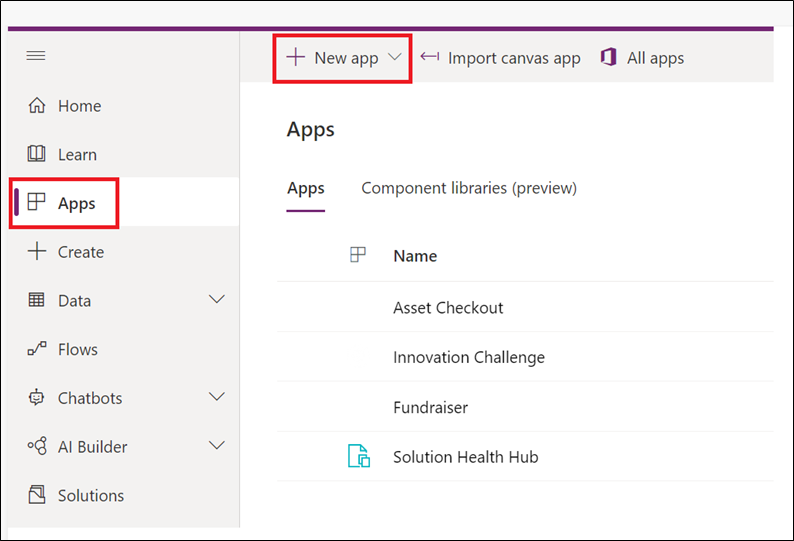 New app
Import canvas app
All apps
Home
Learn
Apps
Create
Data
Flows
Chatbots
AI Builder
Solutions
Apps
Apps
Component libraries (preview)
Name
Asset Checkout
Innovation Challenge
Fundraiser
Solution Health Hub